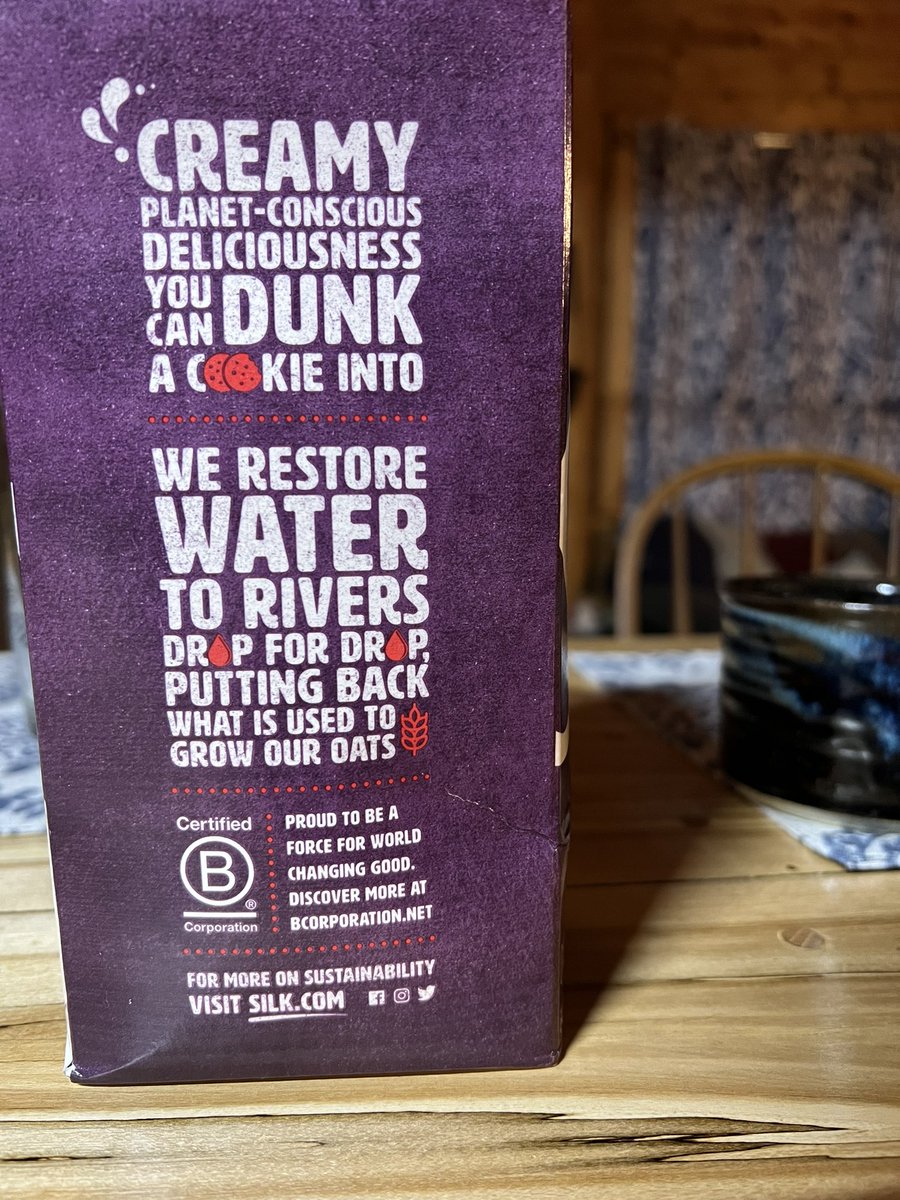 CREAMY
PLANET-CONSCIOUS
DELICIOUSNESS
YOU
CAN DUNK
A COOKIE INTO
WE RESTORE
WATER
TO RIVERS
DROP FOR DROP,
PUTTING BACK
WHAT IS USED TO
GROW OUR OATS
Certified
B
®
Corporation
PROUD TO BE A
FORCE FOR WORLD
CHANGING GOOD.
DISCOVER MORE AT
BCORPORATION.NET
FOR MORE ON SUSTAINABILITY
VISIT SILK.COM